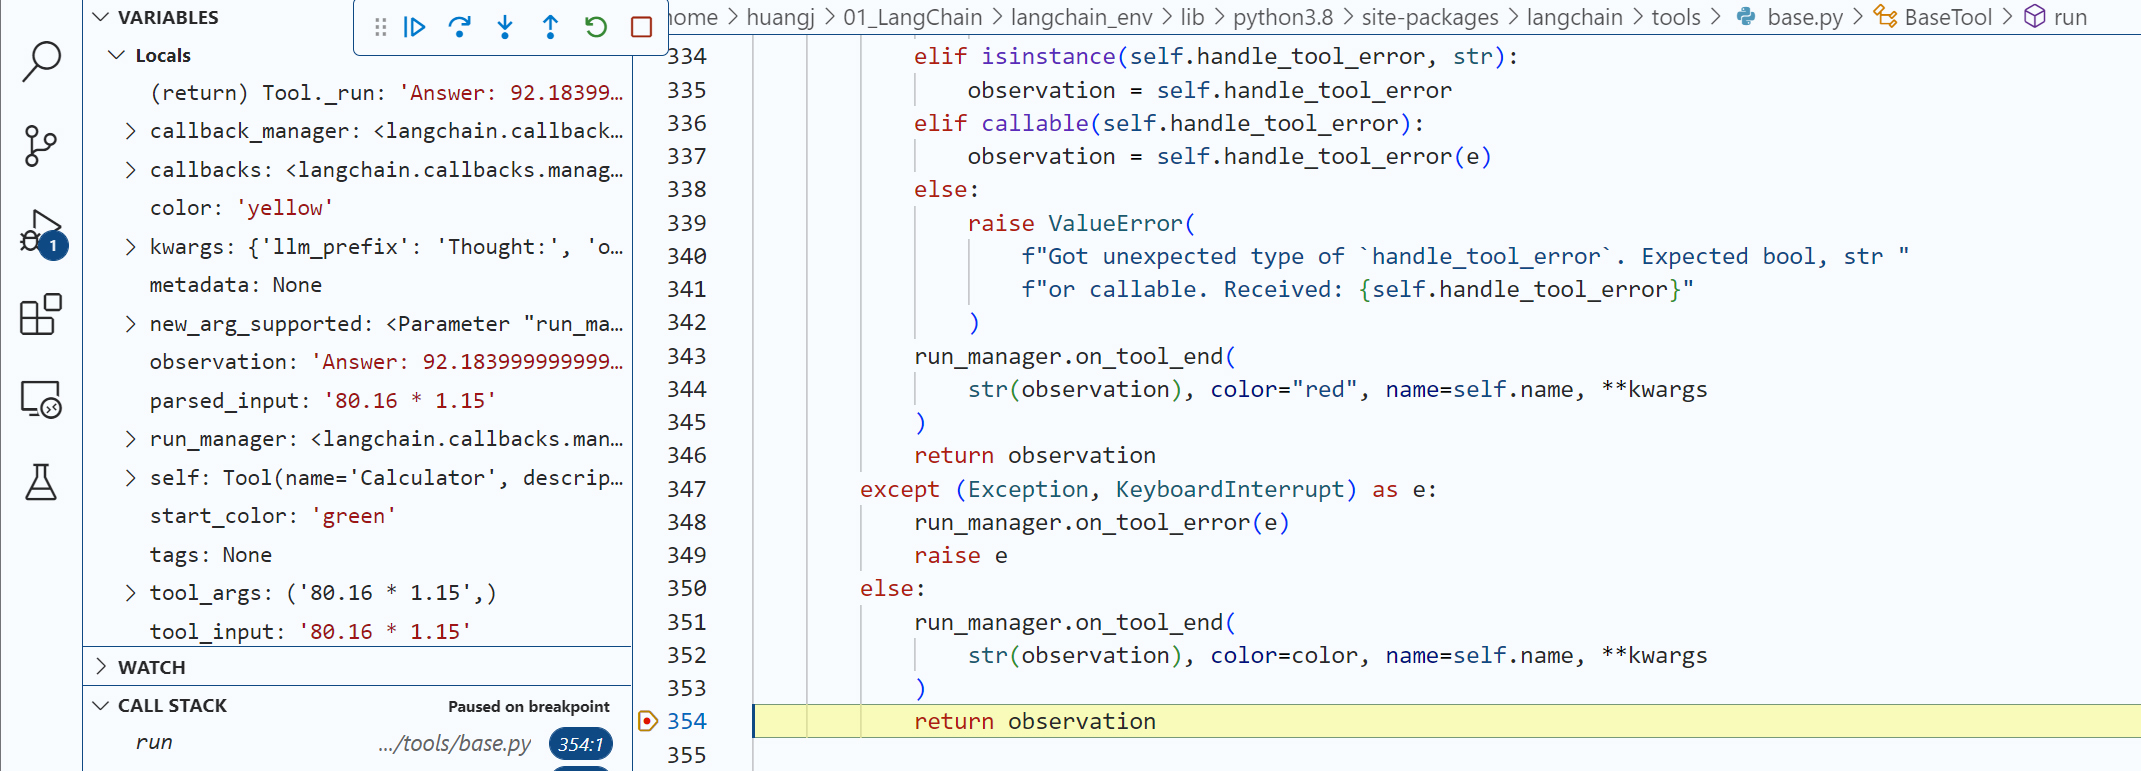 VARIABLES
Locals
(return) Tool._run: 'Answer: 92.18399…
callback_manager: <langchain.callback…
callbacks: <langchain.callbacks.manag…
color: 'yellow'
kwargs: {'llm_prefix': 'Thought:', 'o…
metadata: None
new_arg_supported: <Parameter "run_ma…
observation: 'Answer: 92.183999999999…
parsed_input: '80.16 * 1.15'
run_manager: <langchain.callbacks.man…
self: Tool(name='Calculator', descrip…
start_color: 'green'
tags: None
tool_args: ('80.16 * 1.15',)
tool_input: '80.16 * 1.15'
WATCH
CALL STACK Paused on breakpoint
run .../tools/base.py 354:1
1
home > huangj > 01_LangChain > langchain_env > lib > python3.8 > site-packages > langchain > tools > base.py > BaseTool > run
334 elif isinstance(self.handle_tool_error, str):
335 observation = self.handle_tool_error
336 elif callable(self.handle_tool_error):
337 observation = self.handle_tool_error(e)
338 else:
339 raise ValueError(
340 f"Got unexpected type of `handle_tool_error`. Expected bool, str "
341 f"or callable. Received: {self.handle_tool_error}"
342 )
343 run_manager.on_tool_end(
344 str(observation), color="red", name=self.name, **kwargs
345 )
346 return observation
347 except (Exception, KeyboardInterrupt) as e:
348 run_manager.on_tool_error(e)
349 raise e
350 else:
351 run_manager.on_tool_end(
352 str(observation), color=color, name=self.name, **kwargs
353 )
354 return observation
355